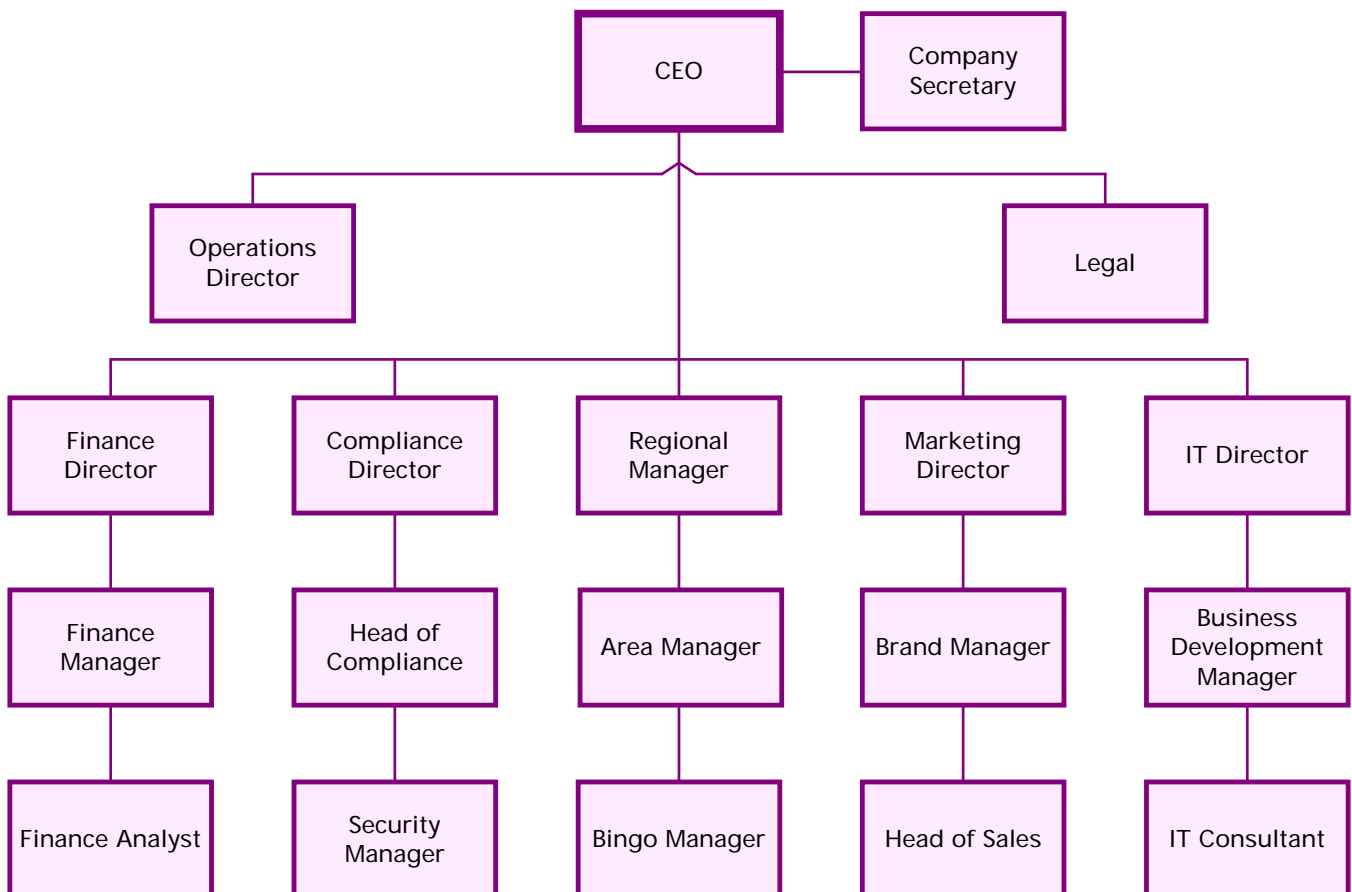 CEO
Company
Secretary
Operations
Director
Legal
Finance
Director
Compliance
Director
Regional
Manager
Marketing
Director
IT Director
Finance
Manager
Head of
Compliance
Area Manager
Brand Manager
Business
Development
Manager
Finance Analyst
Security
Manager
Bingo Manager
Head of Sales
IT Consultant